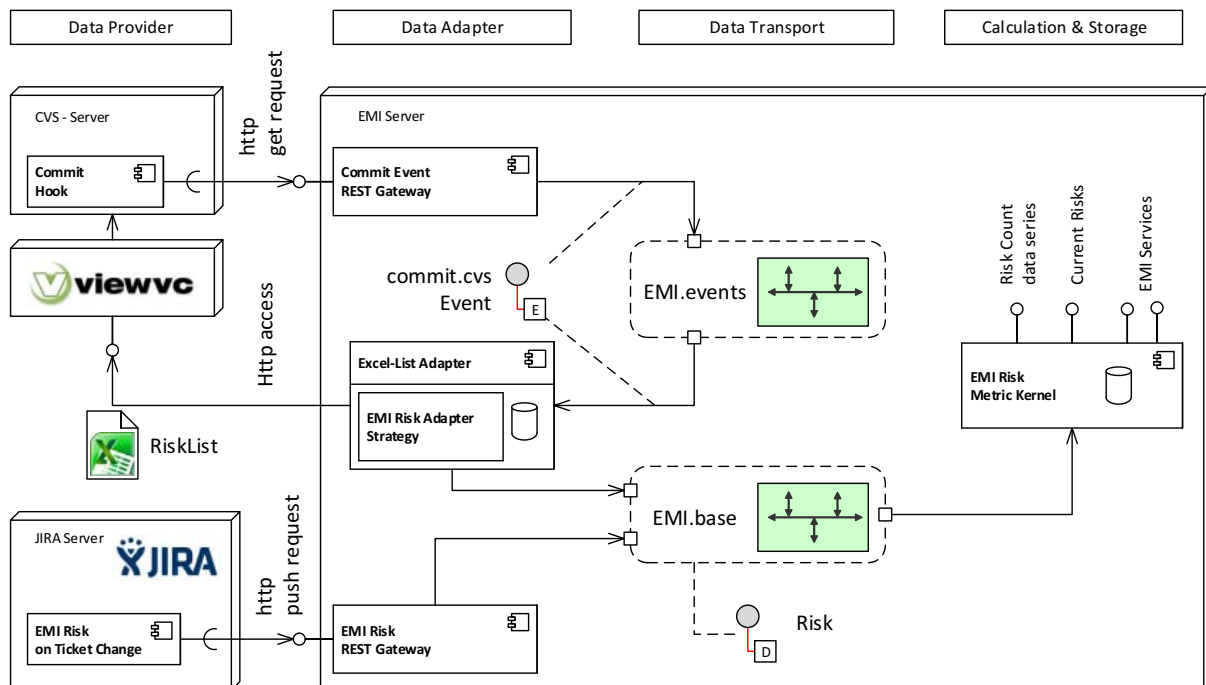 Data Provider
Data Adapter
Data Transport
Calculation & Storage
CVS - Server
Commit
Hook
http
get request
EMI Server
Commit Event
REST Gateway
viewvc
Http access
commit.cvs
Event
E
EMI.events
Risk Count
data series
Current Risks
EMI Services
Excel-List Adapter
EMI Risk Adapter
Strategy
EMI Risk
Metric Kernel
RiskList
JIRA Server
JIRA
EMI Risk
on Ticket Change
http
push request
EMI Risk
REST Gateway
EMI.base
Risk
D